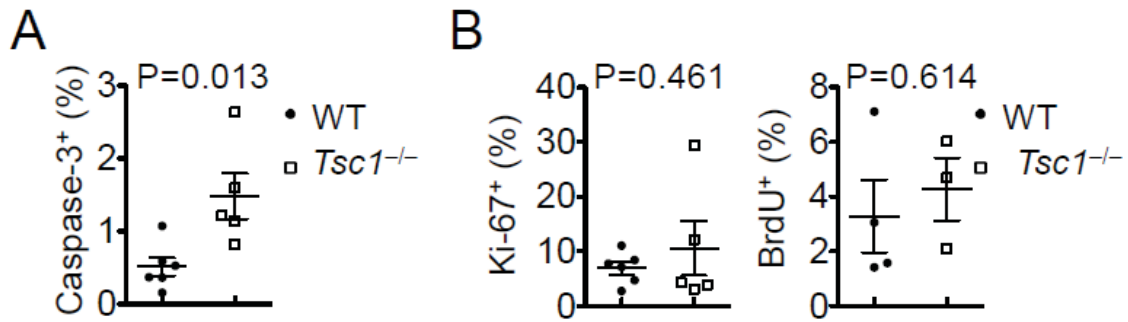 A
Caspase-3⁺ (%)
P=0.013
3
2
1
0
WT
Tsc1⁻/⁻
B
Ki-67⁺ (%)
P=0.461
40
30
20
10
0
BrdU⁺ (%)
P=0.614
8
6
4
2
0
WT
Tsc1⁻/⁻